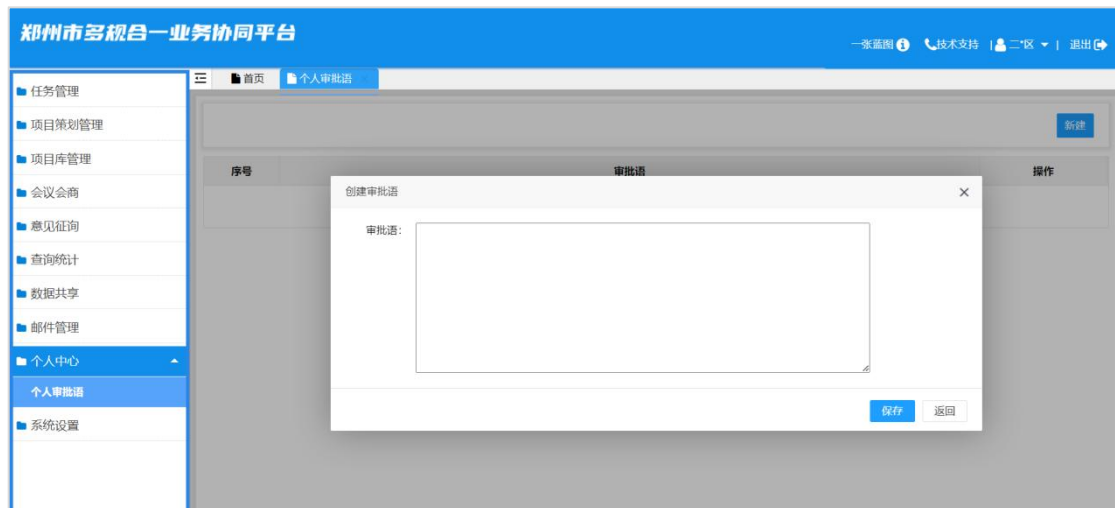 郑州市多规合一业务协同平台
一张蓝图 技术支持 | 二*区 | 退出
首页 个人审批语
任务管理
项目策划管理
项目库管理
会议会商
意见征询
查询统计
数据共享
邮件管理
个人中心
个人审批语
系统设置
新建
序号 审批语 操作
创建审批语
审批语：
保存 返回